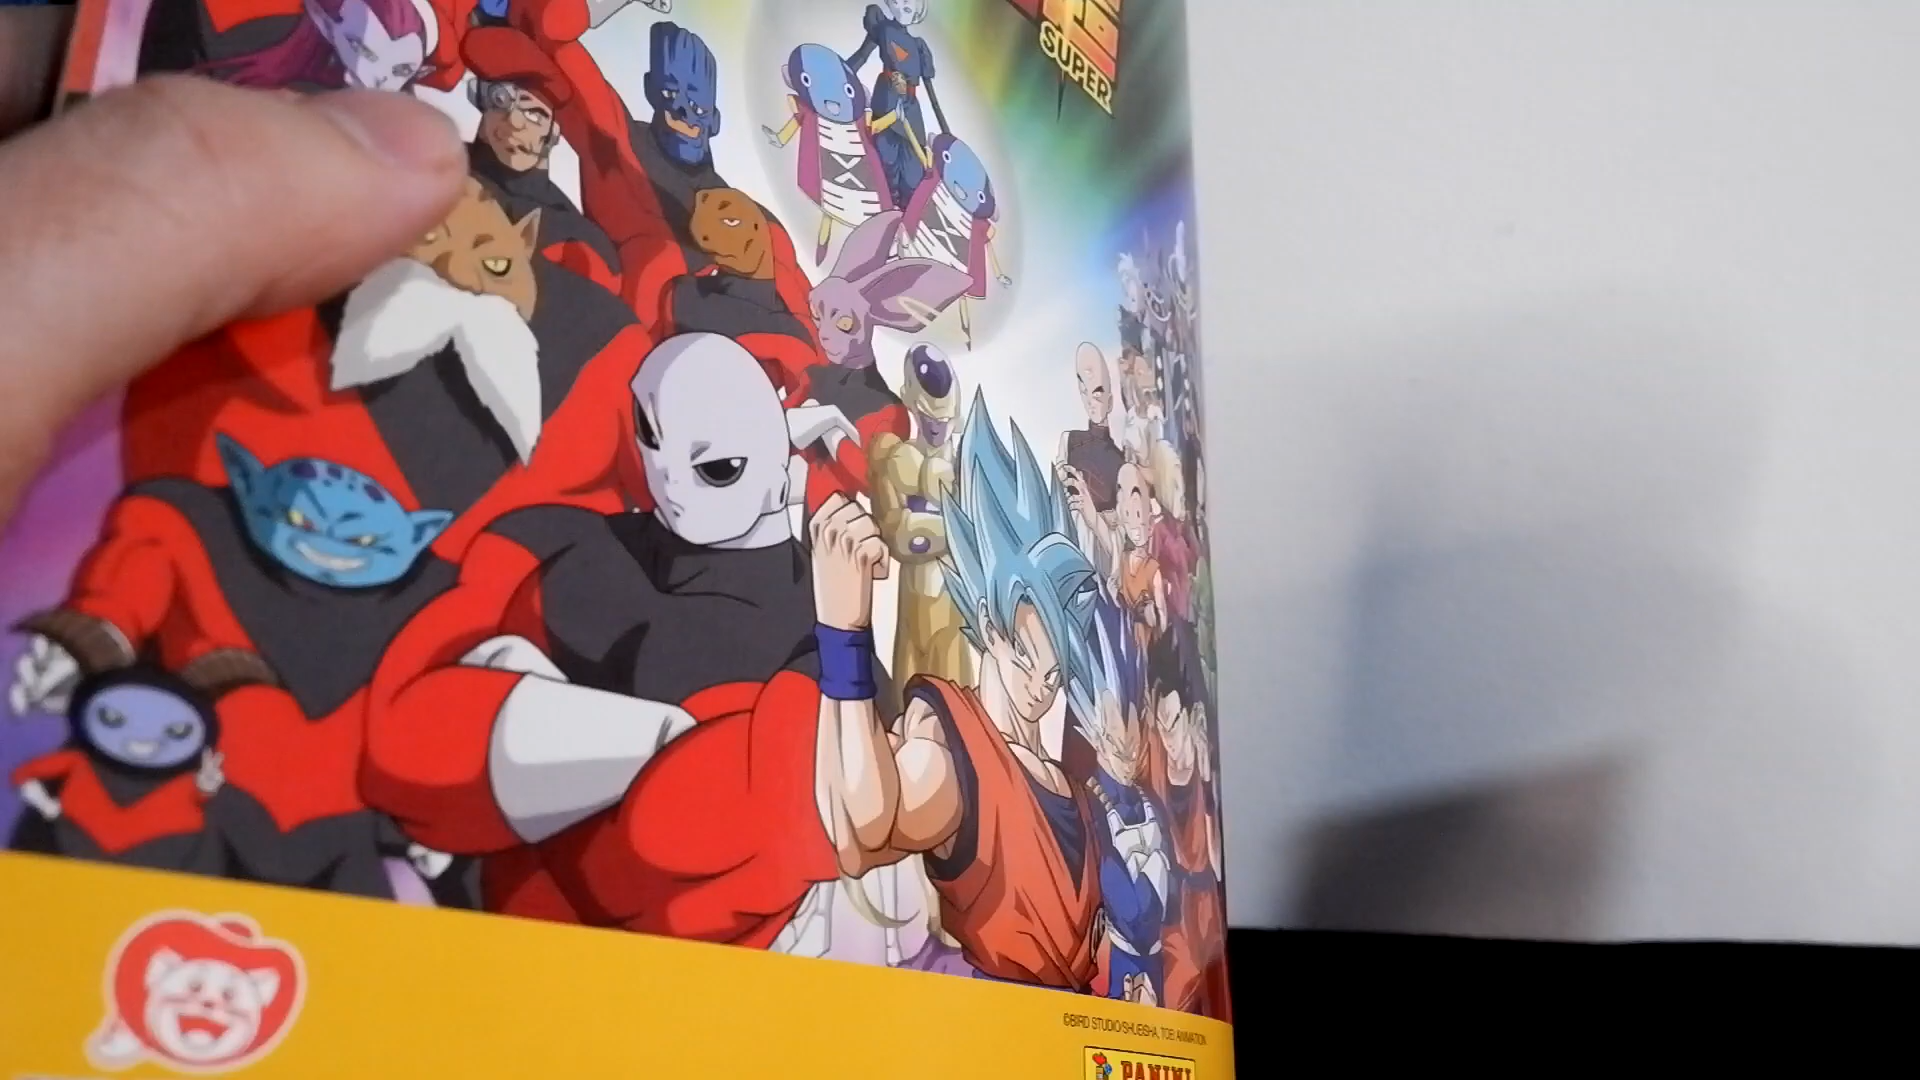 SUPER
©BIRD STUDIO/SHUEISHA, TOEI ANIMATION
PANINI